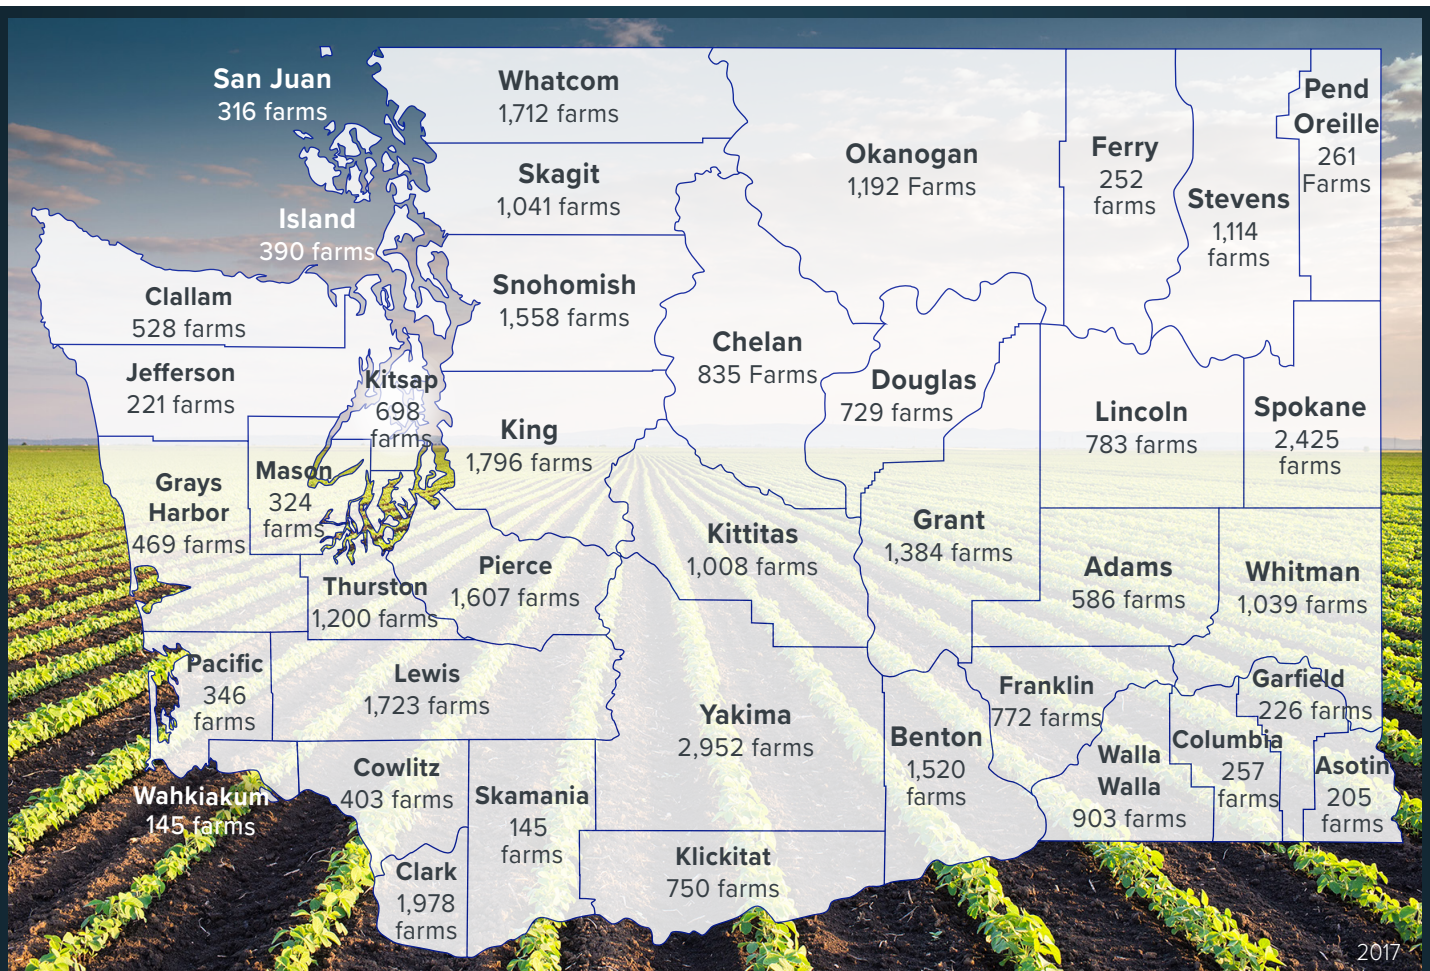 San Juan
316 farms
Whatcom
1,712 farms
Skagit
1,041 farms
Okanogan
1,192 Farms
Ferry
252
farms
Stevens
1,114
farms
Pend
Oreille
261
Farms
Island
390 farms
Clallam
528 farms
Snohomish
1,558 farms
Chelan
835 Farms
Jefferson
221 farms
Kitsap
698
farms
Douglas
729 farms
Lincoln
783 farms
Spokane
2,425
farms
King
1,796 farms
Mason
324
farms
Grays
Harbor
469 farms
Kittitas
1,008 farms
Grant
1,384 farms
Adams
586 farms
Whitman
1,039 farms
Pierce
1,607 farms
Thurston
1,200 farms
Pacific
346
farms
Lewis
1,723 farms
Yakima
2,952 farms
Benton
1,520
farms
Franklin
772 farms
Garfield
226 farms
Columbia
257
farms
Walla
Walla
903 farms
Asotin
205
farms
Wahkiakum
145 farms
Cowlitz
403 farms
Skamania
145
farms
Klickitat
750 farms
Clark
1,978
farms
2017